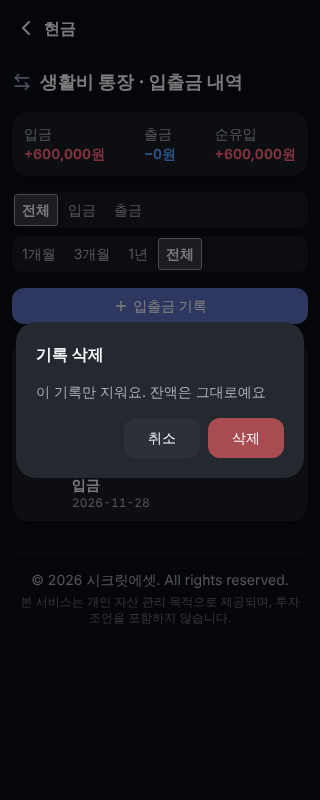 현금
생활비 통장 · 입출금 내역
입금 출금 순유입
+600,000원 −0원 +600,000원
전체 입금 출금
1개월 3개월 1년 전체
+ 입출금 기록
기록 삭제
이 기록만 지워요. 잔액은 그대로예요
취소 삭제
입금
2026-11-28
© 2026 시크릿에셋. All rights reserved.
본 서비스는 개인 자산 관리 목적으로 제공되며, 투자
조언을 포함하지 않습니다.